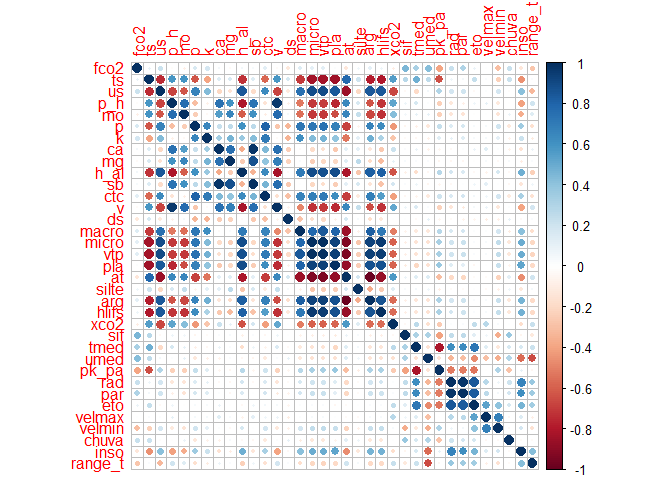 fco2
ts
us
p_h
mo
p
k
ca
mg
h_al
sb
ctc
v
ds
macro
micro
vtp
pla
at
silte
arg
hlifs
xco2
sif
tmed
umed
pk_pa
rad
par
eto
velmax
velmin
chuva
inso
range_t
fco2
ts
us
p_h
mo
p
k
ca
mg
h_al
sb
ctc
v
ds
macro
micro
vtp
pla
at
silte
arg
hlifs
xco2
sif
tmed
umed
pk_pa
rad
par
eto
velmax
velmin
chuva
inso
range_t
1
0.8
0.6
0.4
0.2
0
-0.2
-0.4
-0.6
-0.8
-1